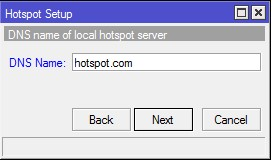 Hotspot Setup
DNS name of local hotspot server
DNS Name: hotspot.com
Back Next Cancel